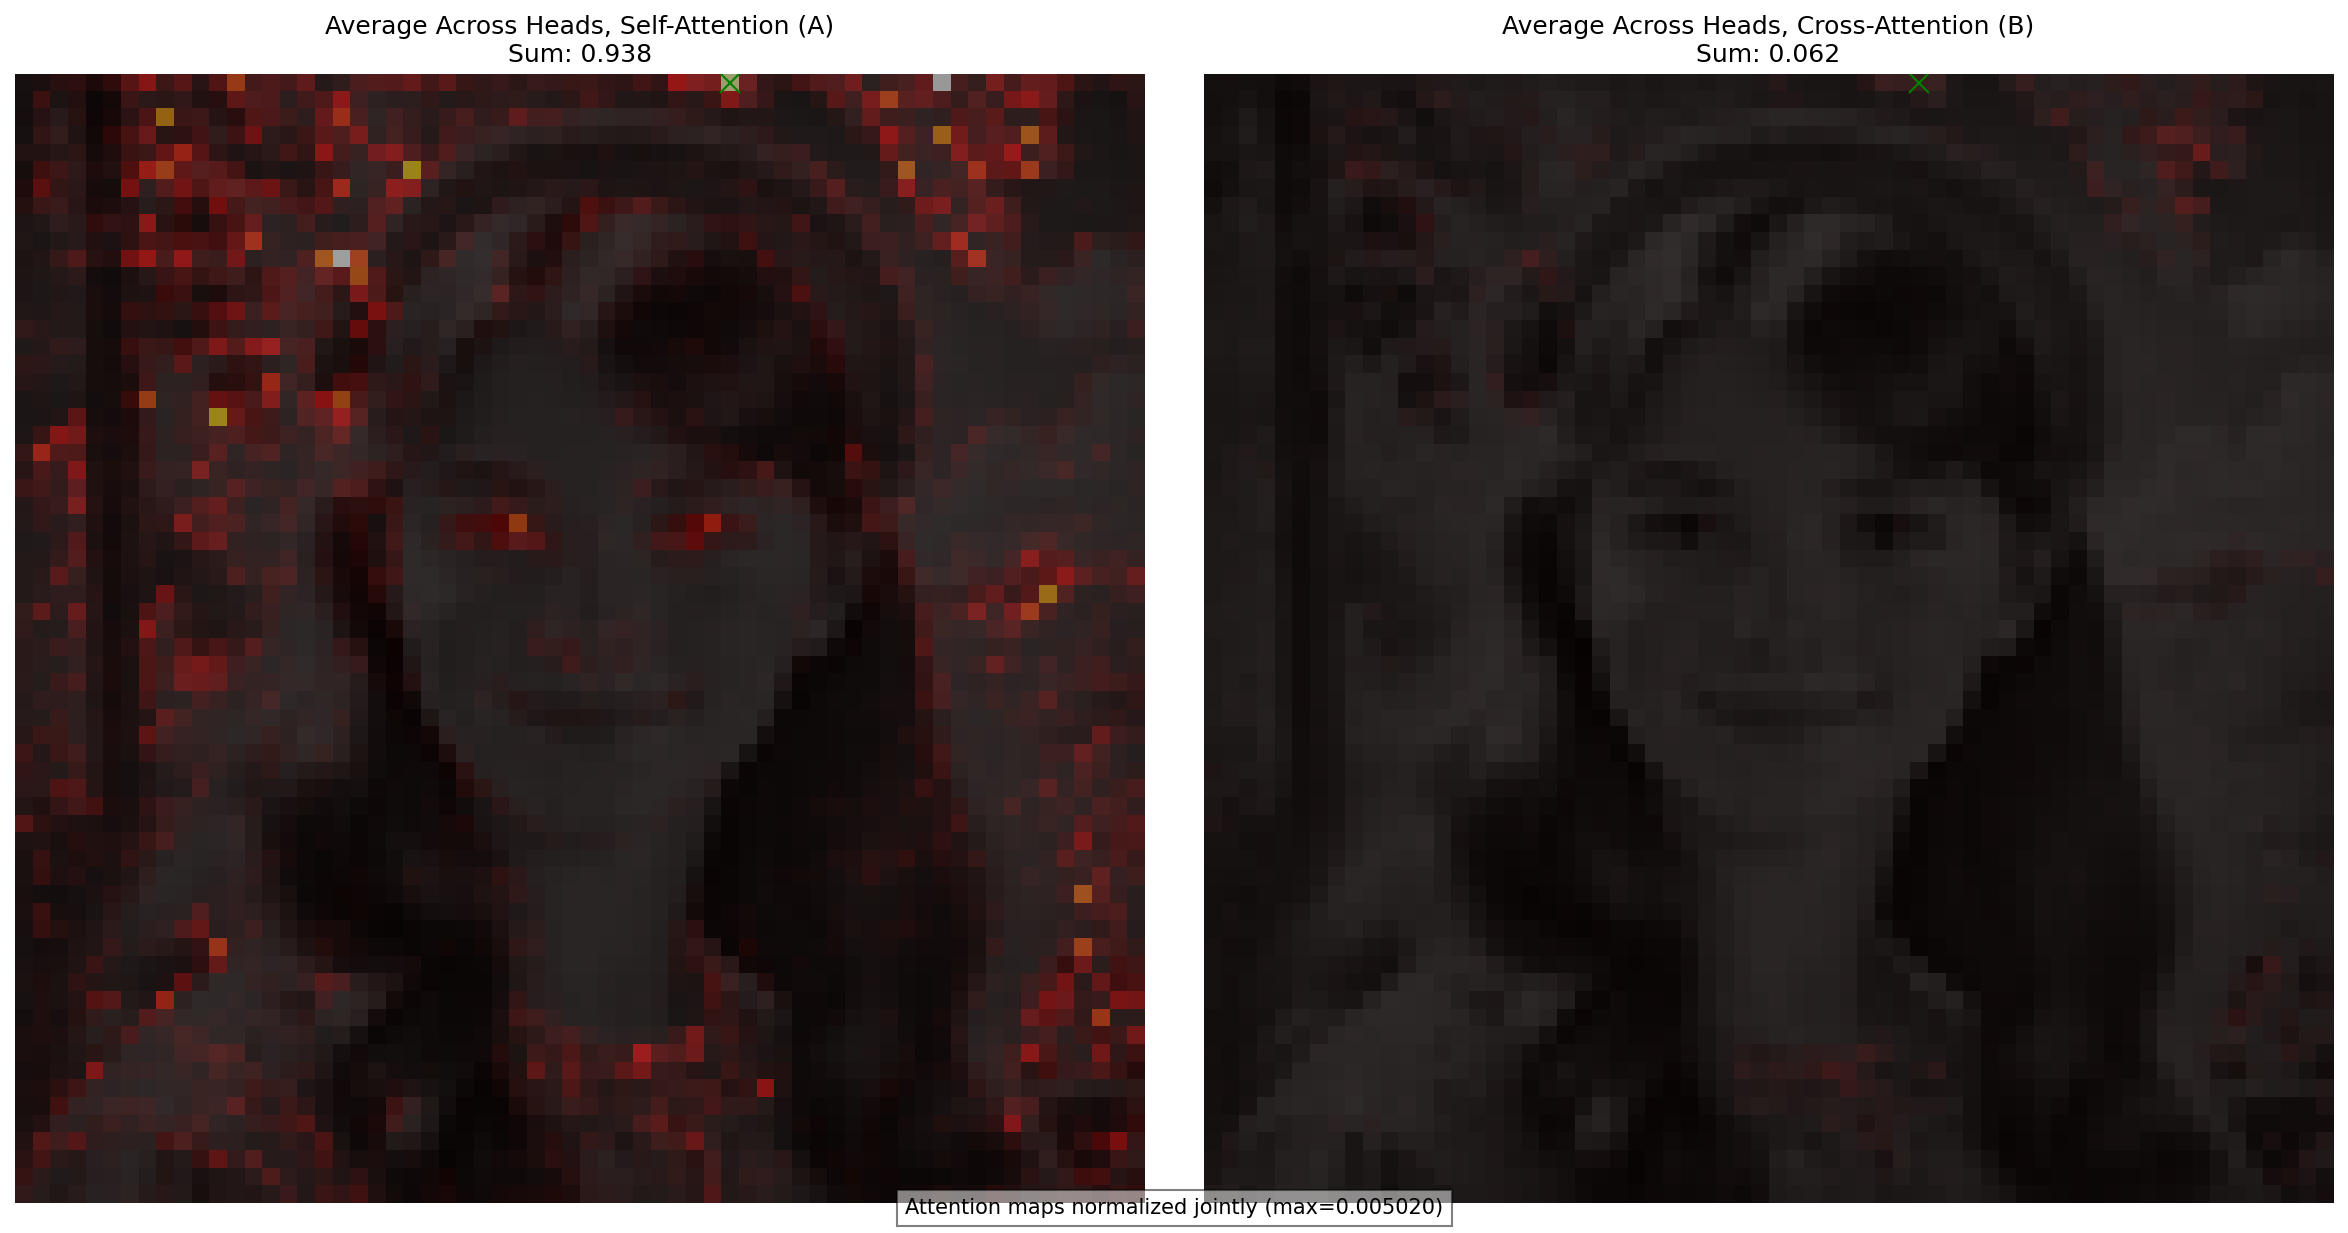 Average Across Heads, Self-Attention (A)
Sum: 0.938
Average Across Heads, Cross-Attention (B)
Sum: 0.062
Attention maps normalized jointly (max=0.005020)